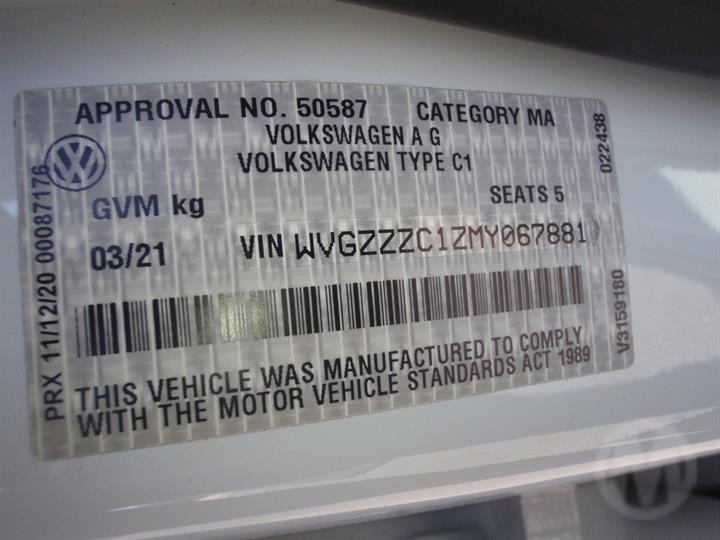 APPROVAL NO. 50587 CATEGORY MA
VOLKSWAGEN A G
VOLKSWAGEN TYPE C1
GVM kg SEATS 5
03/21 VIN WVGZZZC1ZMY067881
THIS VEHICLE WAS MANUFACTURED TO COMPLY
WITH THE MOTOR VEHICLE STANDARDS ACT 1989
PRX 11/12/20 00087176
022438
V3159180